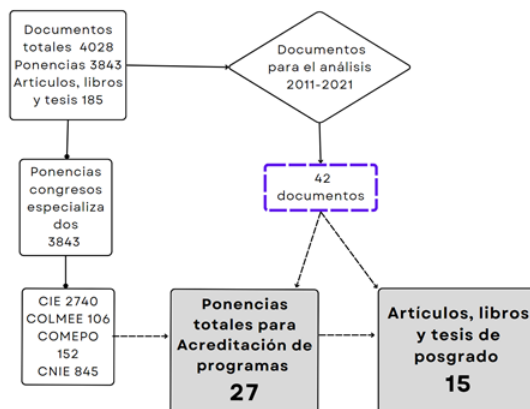 Documentos
totales 4028
Ponencias 3843
Artículos, libros
y tesis 185
Documentos
para el análisis
2011-2021
Ponencias
congresos
especializa
dos
3843
42
documentos
CIE 2740
COLMEE 106
COMEPO
152
CNIE 845
Ponencias
totales para
Acreditación de
programas
27
Artículos, libros
y tesis de
posgrado
15